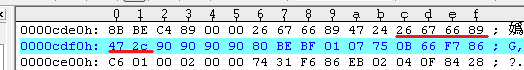 0 1 2 3 4 5 6 7 8 9 a b c d e f
0000cde0h: 8B BE C4 89 00 00 26 67 66 89 47 24 26 67 66 89 ; 嫶
0000cdf0h: 47 2c 90 90 90 90 80 BE BF 01 07 75 0B 66 F7 86 ; G,
0000ce00h: C6 01 00 02 00 00 74 31 F6 86 EB 02 04 0F 84 28 ; ?.